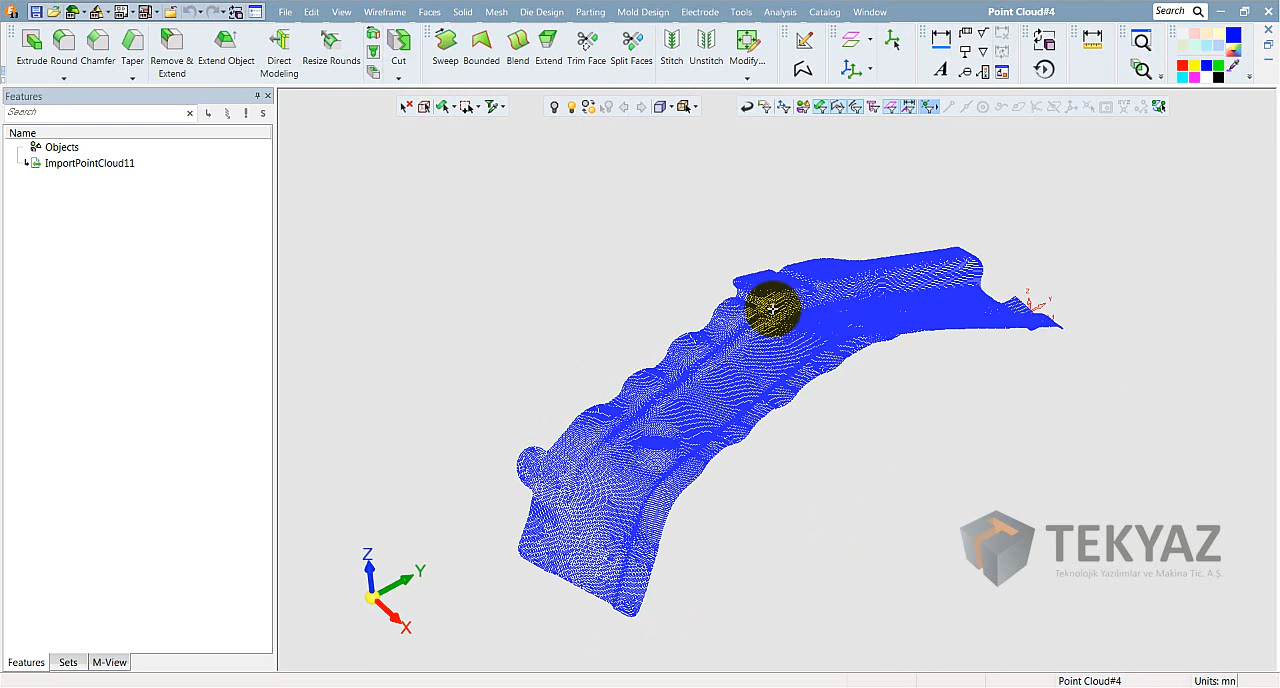 File Edit View Wireframe Faces Solid Mesh Die Design Parting Mold Design Electrode Tools Analysis Catalog Window Point Cloud#4 Search
Extrude Round Chamfer Taper Remove & Extend Extend Object Direct Modeling Resize Rounds Cut Sweep Blend Extend Trim Face Split Faces Stitch Unstitch Modify...
Features
Search
Name
Objects
ImportPointCloud11
Z
Y
Z
Y
X
TEKYAZ
Teknolojik Yazılımlar ve Makina Tic. A.Ş.
Features Sets M-View
Point Cloud#4 Units: mn